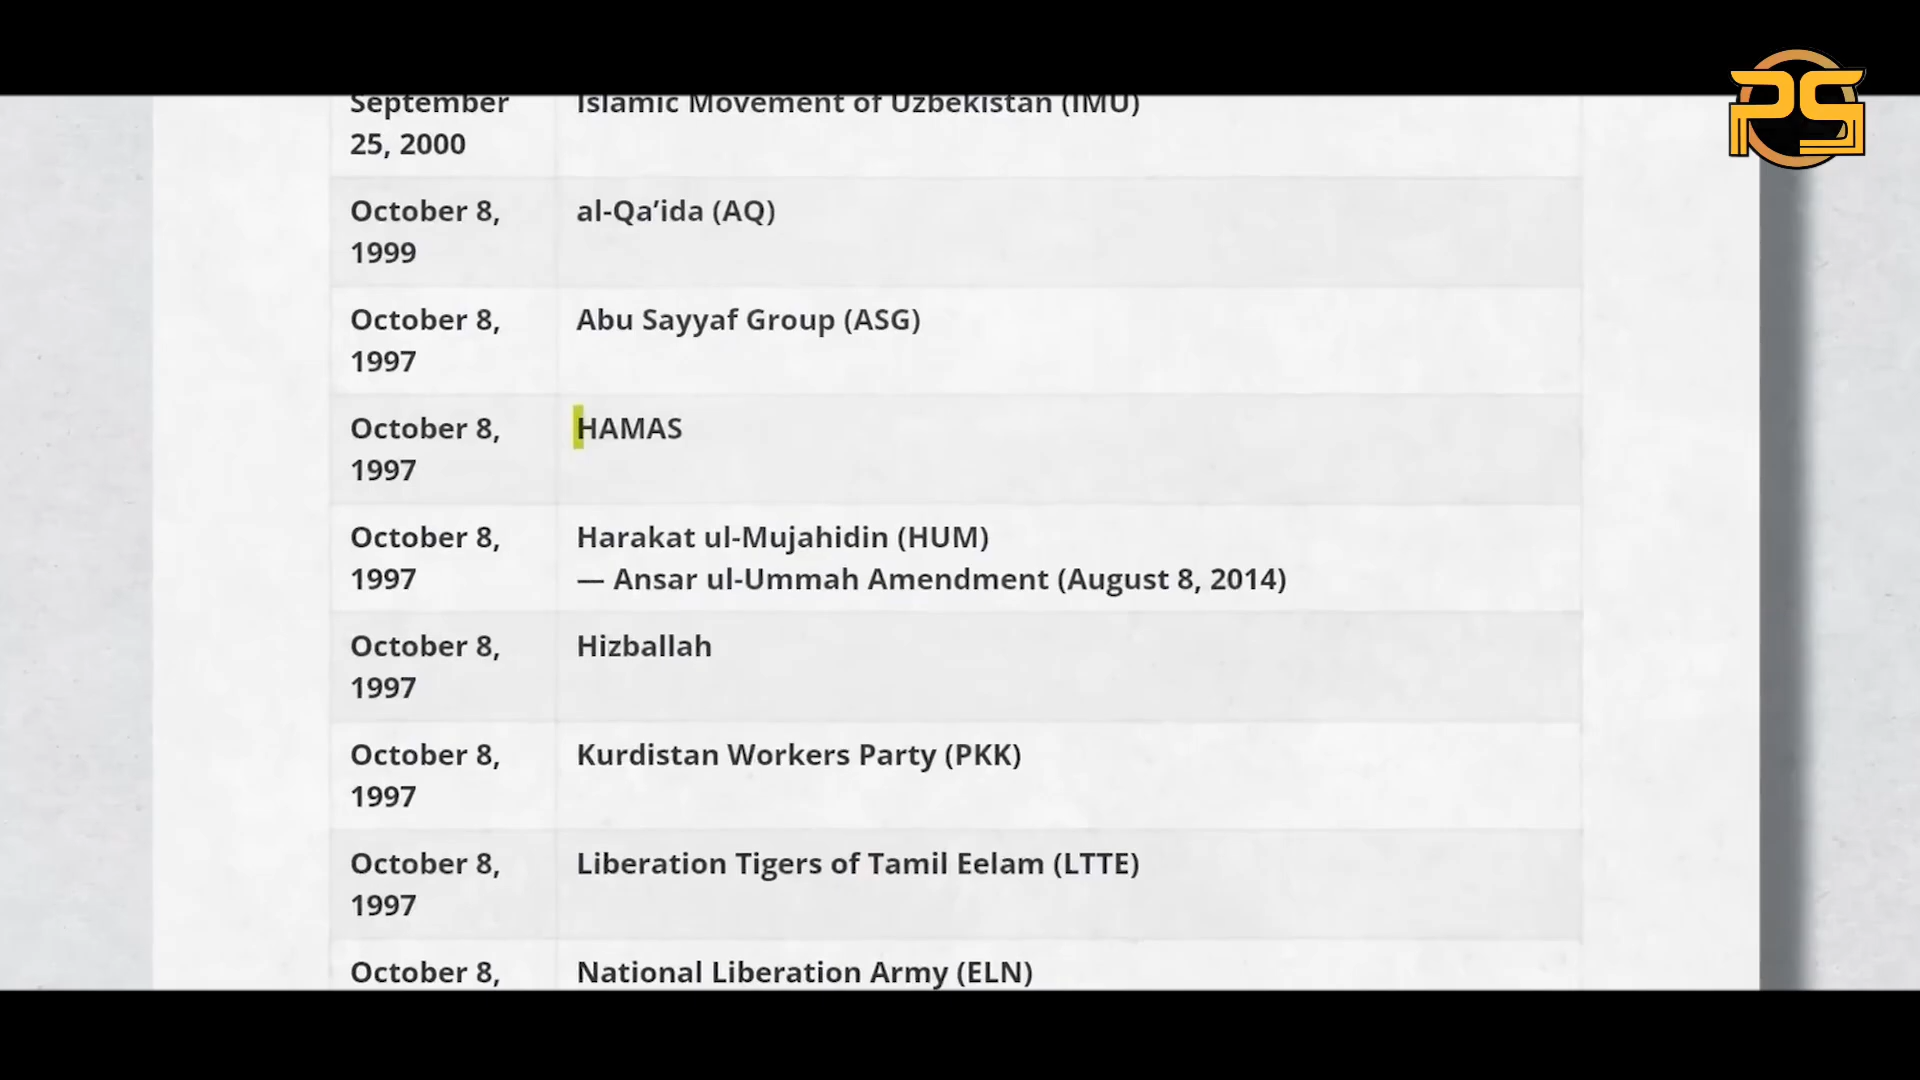 PS
September Islamic Movement of Uzbekistan (IMU)
25, 2000
October 8, al-Qa’ida (AQ)
1999
October 8, Abu Sayyaf Group (ASG)
1997
October 8, HAMAS
1997
October 8, Harakat ul-Mujahidin (HUM)
1997 — Ansar ul-Ummah Amendment (August 8, 2014)
October 8, Hizballah
1997
October 8, Kurdistan Workers Party (PKK)
1997
October 8, Liberation Tigers of Tamil Eelam (LTTE)
1997
October 8, National Liberation Army (ELN)